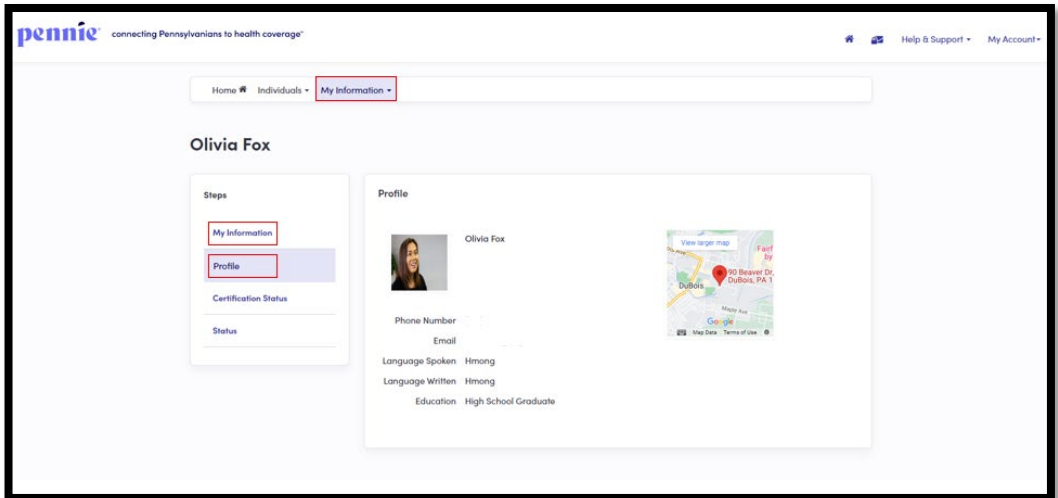 pennie connecting Pennsylvanians to health coverage
Help & Support My Account
Home Individuals My Information
Olivia Fox
Steps
My Information
Profile
Certification Status
Status
Profile
Olivia Fox
Phone Number
Email
Language Spoken Hmong
Language Written Hmong
Education High School Graduate
View larger map
Fairf
by
90 Beaver Dr,
DuBois, PA 1
DuBois
Maple Ave
Google
Map Data Terms of Use